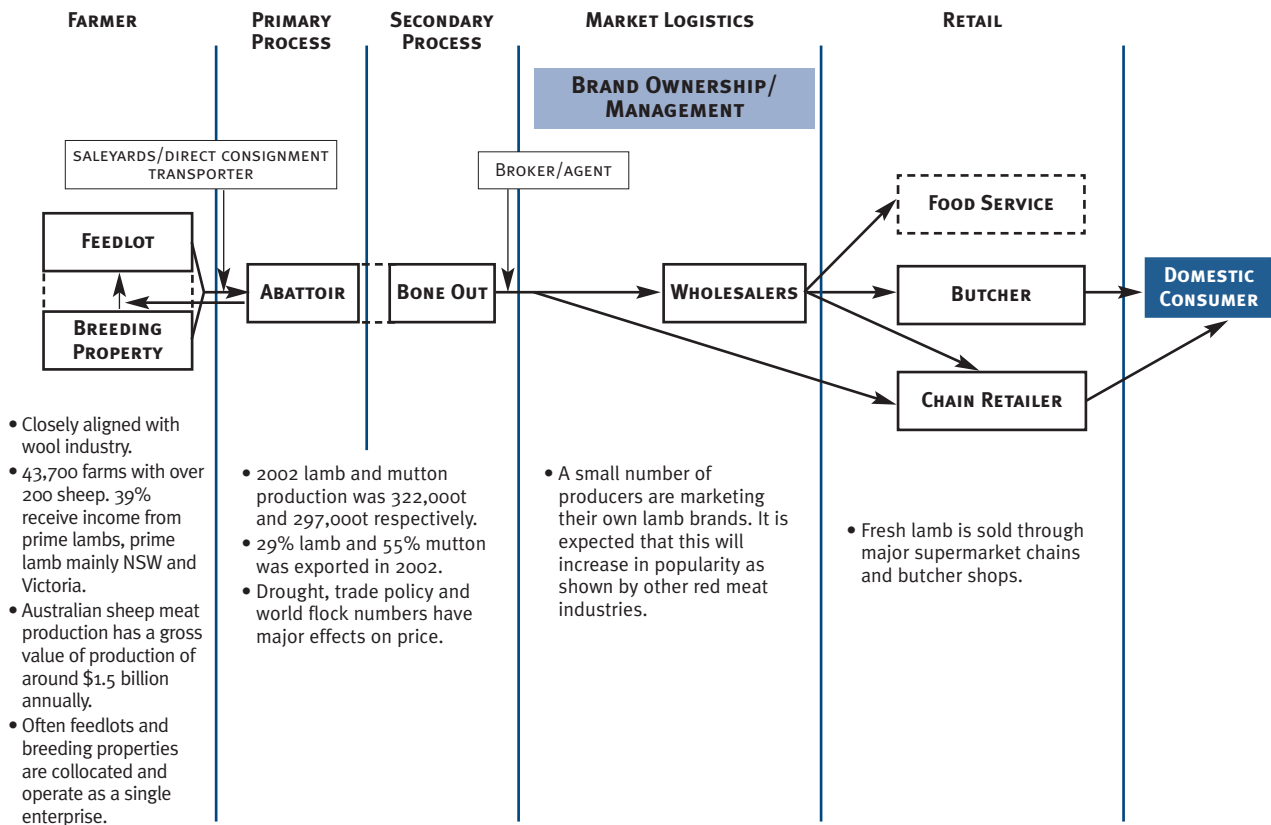 FARMER
PRIMARY
PROCESS
SECONDARY
PROCESS
MARKET LOGISTICS
RETAIL
BRAND OWNERSHIP/
MANAGEMENT
SALEYARDS/DIRECT CONSIGNMENT
TRANSPORTER
BROKER/AGENT
FEEDLOT
BREEDING
PROPERTY
ABATTOIR
BONE OUT
WHOLESALERS
FOOD SERVICE
BUTCHER
CHAIN RETAILER
DOMESTIC
CONSUMER
• Closely aligned with
wool industry.
• 43,700 farms with over
200 sheep. 39%
receive income from
prime lambs, prime
lamb mainly NSW and
Victoria.
• Australian sheep meat
production has a gross
value of production of
around $1.5 billion
annually.
• Often feedlots and
breeding properties
are collocated and
operate as a single
enterprise.
• 2002 lamb and mutton
production was 322,000t
and 297,000t respectively.
• 29% lamb and 55% mutton
was exported in 2002.
• Drought, trade policy and
world flock numbers have
major effects on price.
• A small number of
producers are marketing
their own lamb brands. It is
expected that this will
increase in popularity as
shown by other red meat
industries.
• Fresh lamb is sold through
major supermarket chains
and butcher shops.